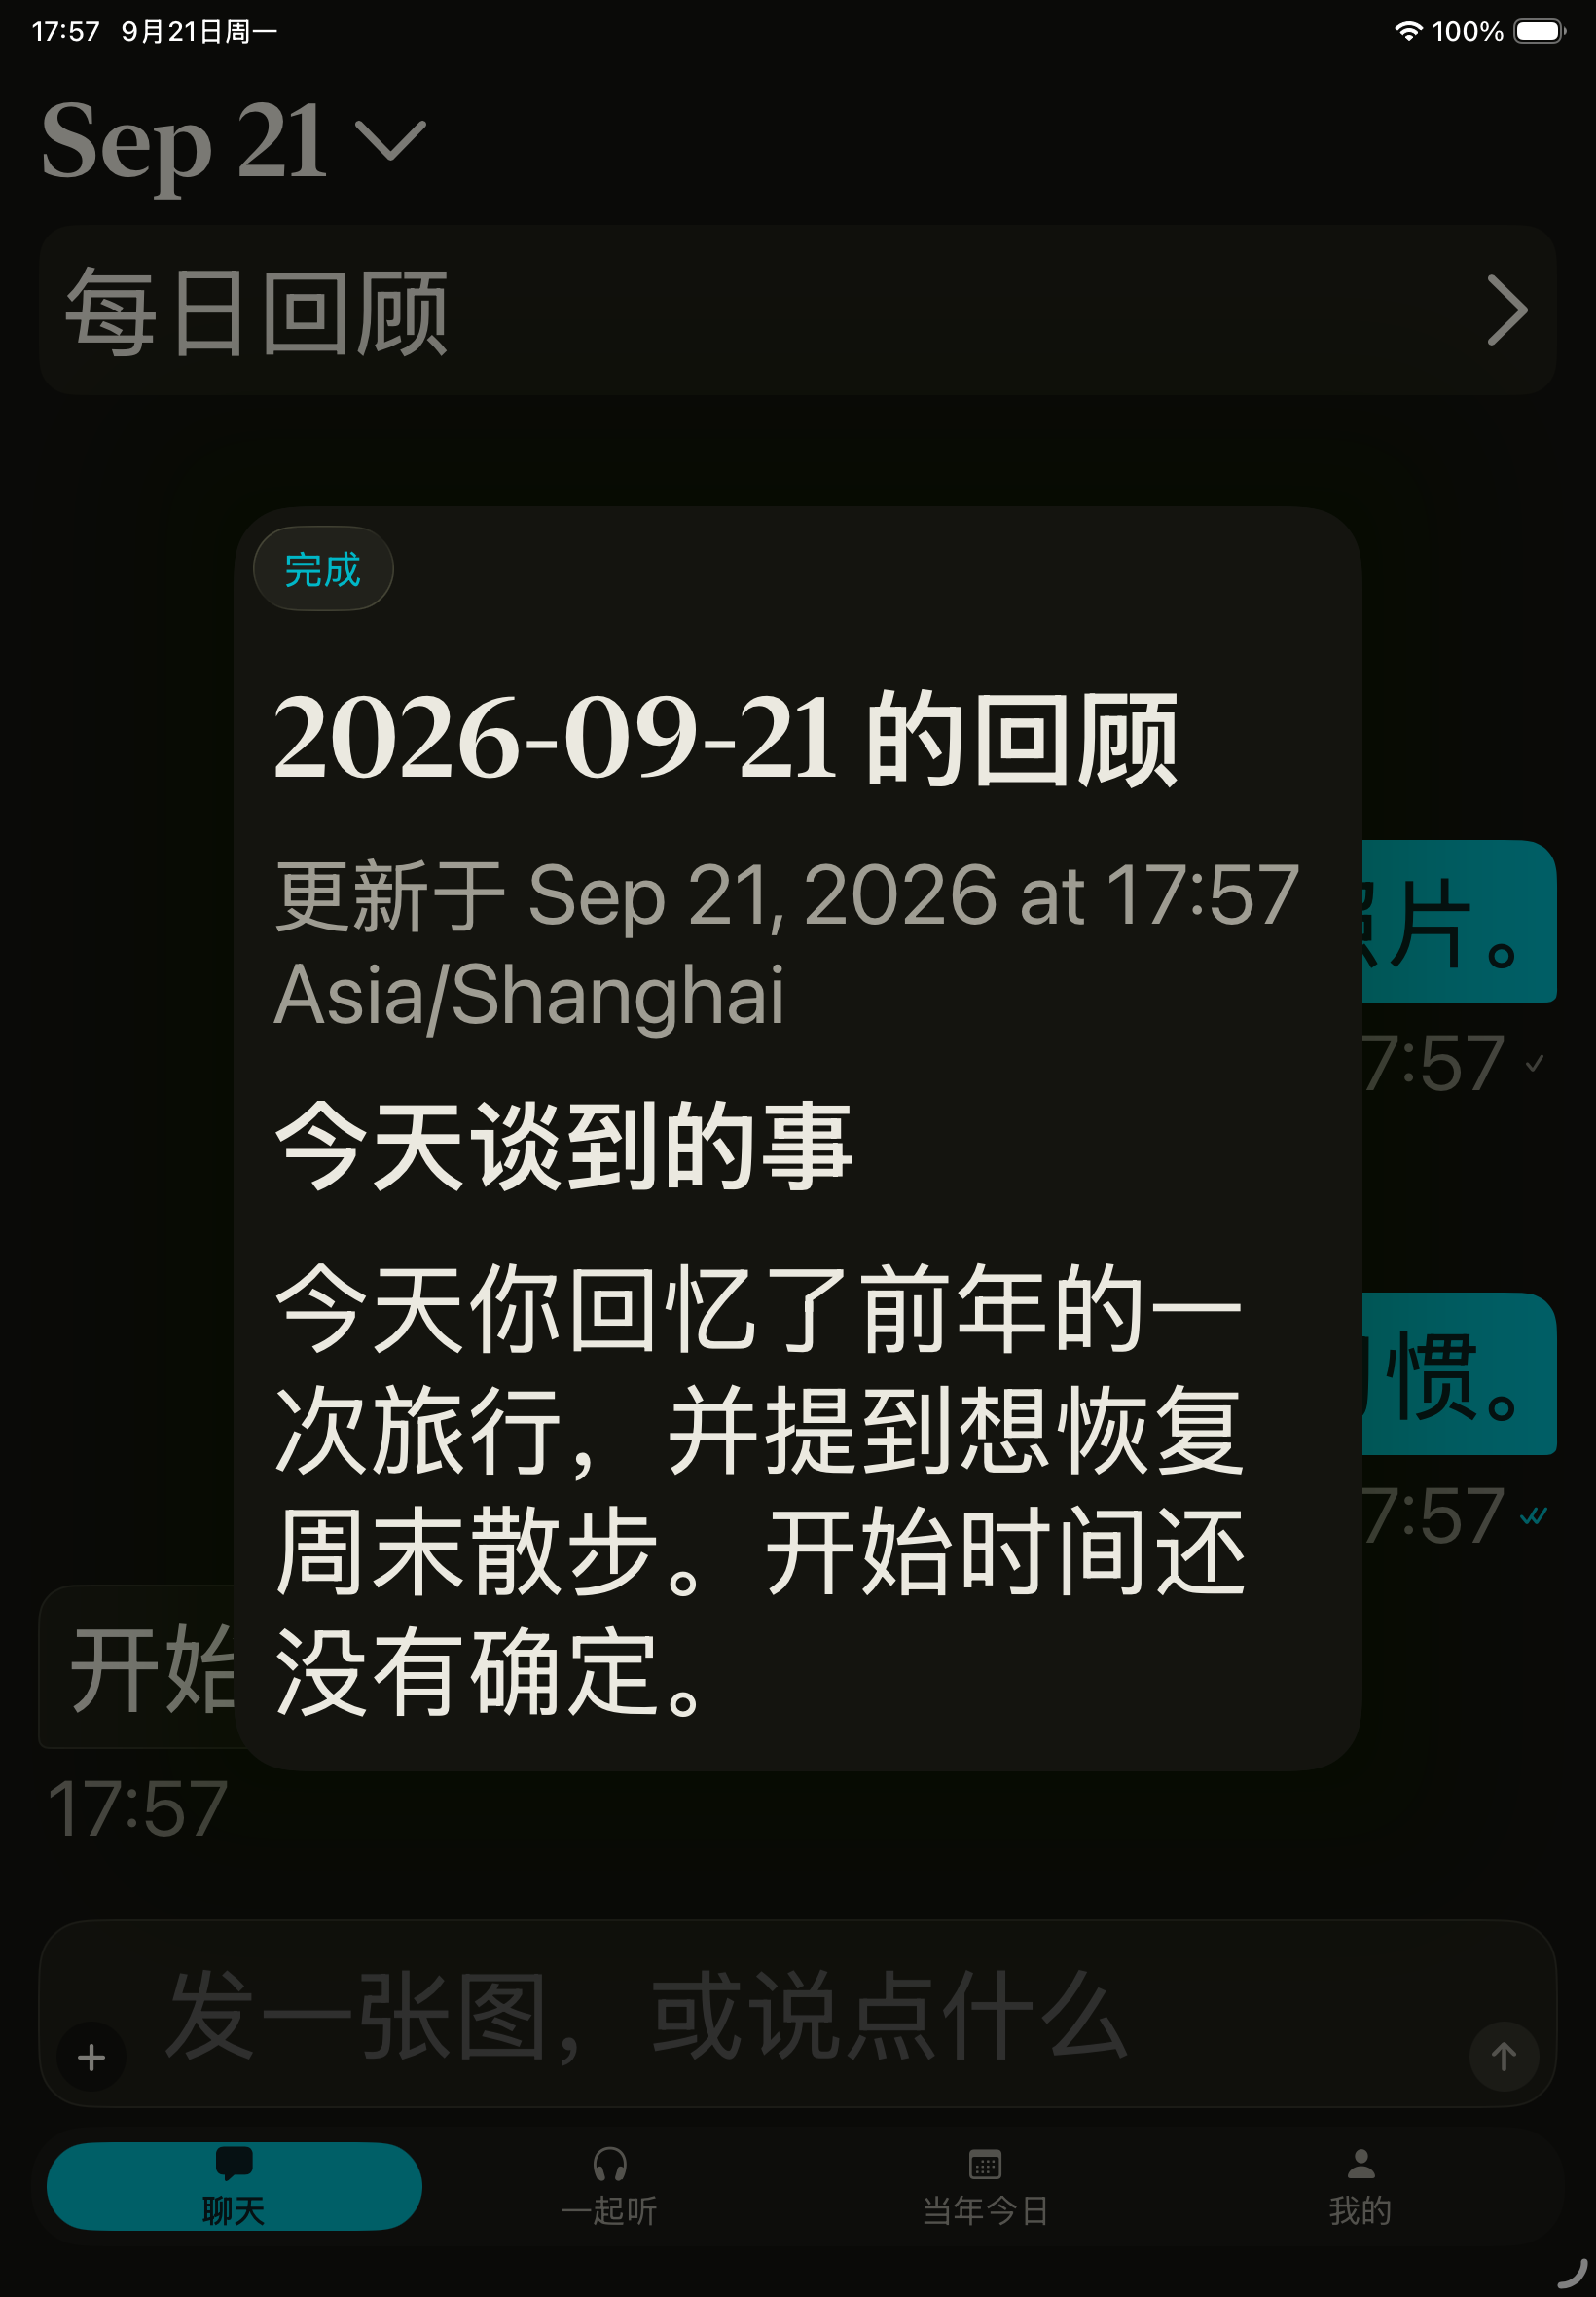 17:57 9月21日周一
100%
Sep 21
每日回顾
完成
2026-09-21 的回顾
更新于 Sep 21, 2026 at 17:57
Asia/Shanghai
今天谈到的事
今天你回忆了前年的一
次旅行，并提到想恢复
周末散步。开始时间还
没有确定。
片。
7:57
惯。
7:57
开始
17:57
发一张图，或说点什么
聊天
一起听
当年今日
我的